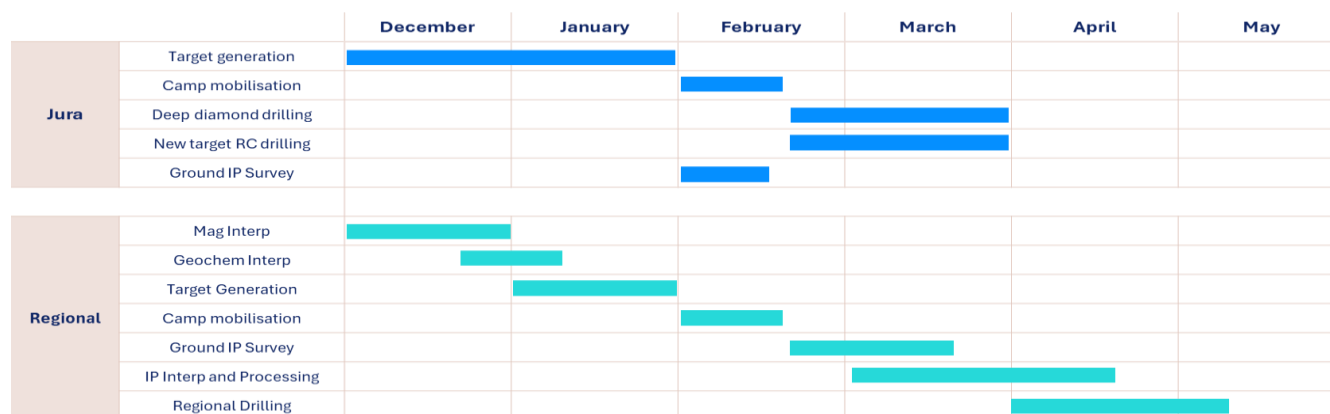 December January February March April May
Jura
Target generation
Camp mobilisation
Deep diamond drilling
New target RC drilling
Ground IP Survey
Regional
Mag Interp
Geochem Interp
Target Generation
Camp mobilisation
Ground IP Survey
IP Interp and Processing
Regional Drilling